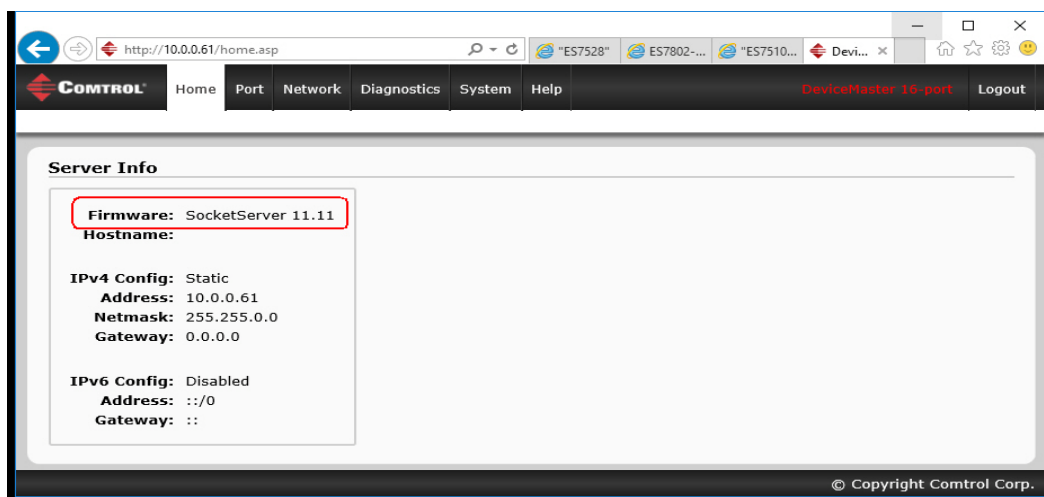 http://10.0.0.61/home.asp "ES7528" ES7802-... "ES7510... Devi...
COMTROL Home Port Network Diagnostics System Help DeviceMaster 16-port Logout
Server Info
Firmware: SocketServer 11.11
Hostname:
IPv4 Config: Static
Address: 10.0.0.61
Netmask: 255.255.0.0
Gateway: 0.0.0.0
IPv6 Config: Disabled
Address: ::/0
Gateway: ::
© Copyright Comtrol Corp.